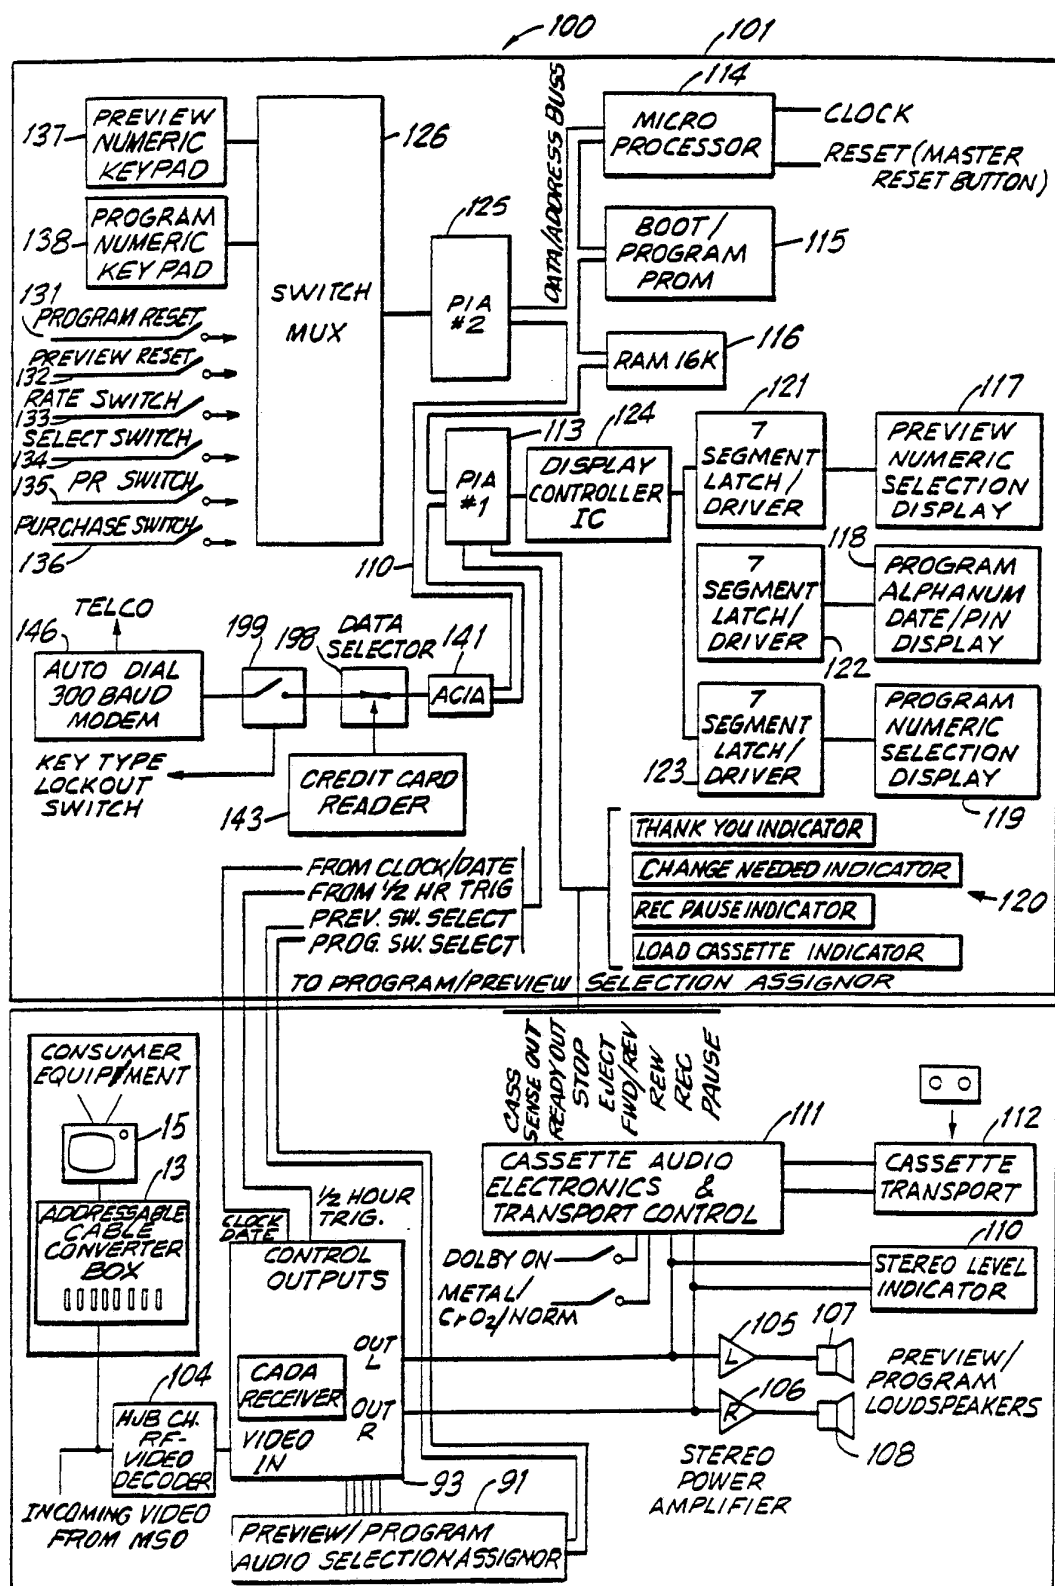 100
101
137
PREVIEW
NUMERIC
KEYPAD
138
PROGRAM
NUMERIC
KEYPAD
131
PROGRAM RESET
PREVIEW RESET
132
RATE SWITCH
133
SELECT SWITCH
134
PR SWITCH
135
PURCHASE SWITCH
136
126
SWITCH
MUX
125
PIA
#2
DATA/ADDRESS BUSS
114
MICRO
PROCESSOR
CLOCK
RESET (MASTER
RESET BUTTON)
BOOT/
PROGRAM
PROM
115
RAM 16K
116
113
PIA
#1
124
DISPLAY
CONTROLLER
IC
121
7
SEGMENT
LATCH/
DRIVER
117
PREVIEW
NUMERIC
SELECTION
DISPLAY
7
SEGMENT
LATCH/
DRIVER
122
118
PROGRAM
ALPHANUM
DATE/PIN
DISPLAY
7
SEGMENT
LATCH/
DRIVER
123
PROGRAM
NUMERIC
SELECTION
DISPLAY
119
110
TELCO
146
AUTO DIAL
300 BAUD
MODEM
199
KEY TYPE
LOCKOUT
SWITCH
198
DATA
SELECTOR
141
ACIA
CREDIT CARD
READER
143
THANK YOU INDICATOR
CHANGE NEEDED INDICATOR
REC PAUSE INDICATOR
LOAD CASSETTE INDICATOR
120
FROM CLOCK/DATE
FROM 1/2 HR TRIG
PREV. SW. SELECT
PROG. SW. SELECT
TO PROGRAM/PREVIEW SELECTION ASSIGNOR
CONSUMER
EQUIPMENT
15
13
ADDRESSABLE
CABLE
CONVERTER
BOX
104
HUB CH.
RF-
VIDEO
DECODER
INCOMING VIDEO
FROM MSO
CLOCK
DATE
1/2 HOUR
TRIG.
CONTROL
OUTPUTS
OUT
L
CADA
RECEIVER
OUT
R
VIDEO
IN
93
91
PREVIEW/PROGRAM
AUDIO SELECTION ASSIGNOR
CASS
SENSE OUT
READY OUT
STOP
EJECT
FWD/REV
REW
REC
PAUSE
111
CASSETTE AUDIO
ELECTRONICS &
TRANSPORT CONTROL
112
CASSETTE
TRANSPORT
DOLBY ON
METAL/
CrO2/NORM
110
STEREO LEVEL
INDICATOR
105
L
107
106
R
108
PREVIEW/
PROGRAM
LOUDSPEAKERS
STEREO
POWER
AMPLIFIER